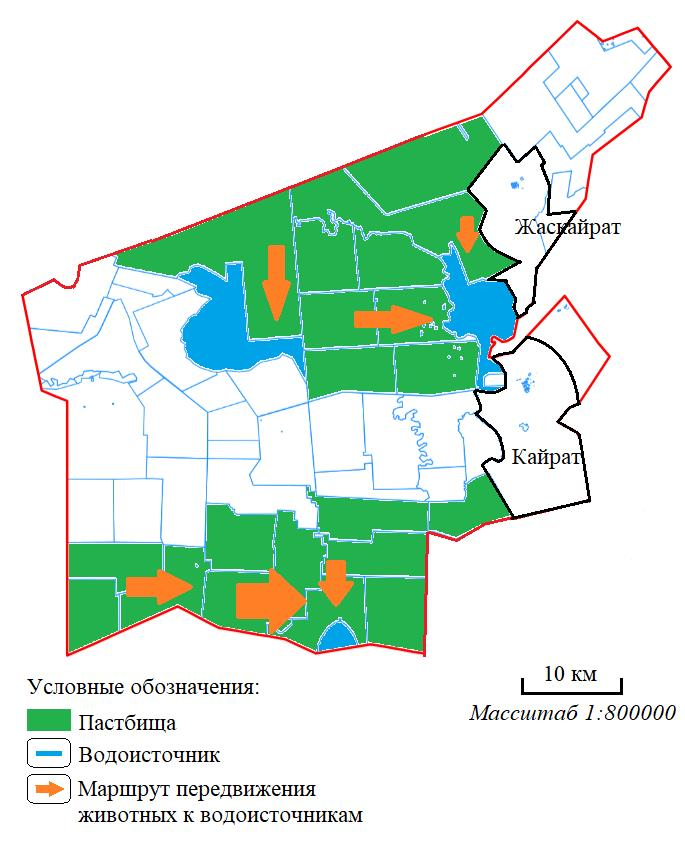 Жаскайрат
Кайрат
10 км
Масштаб 1:800000
Условные обозначения:
Пастбища
Водоисточник
Маршрут передвижения
животных к водоисточникам